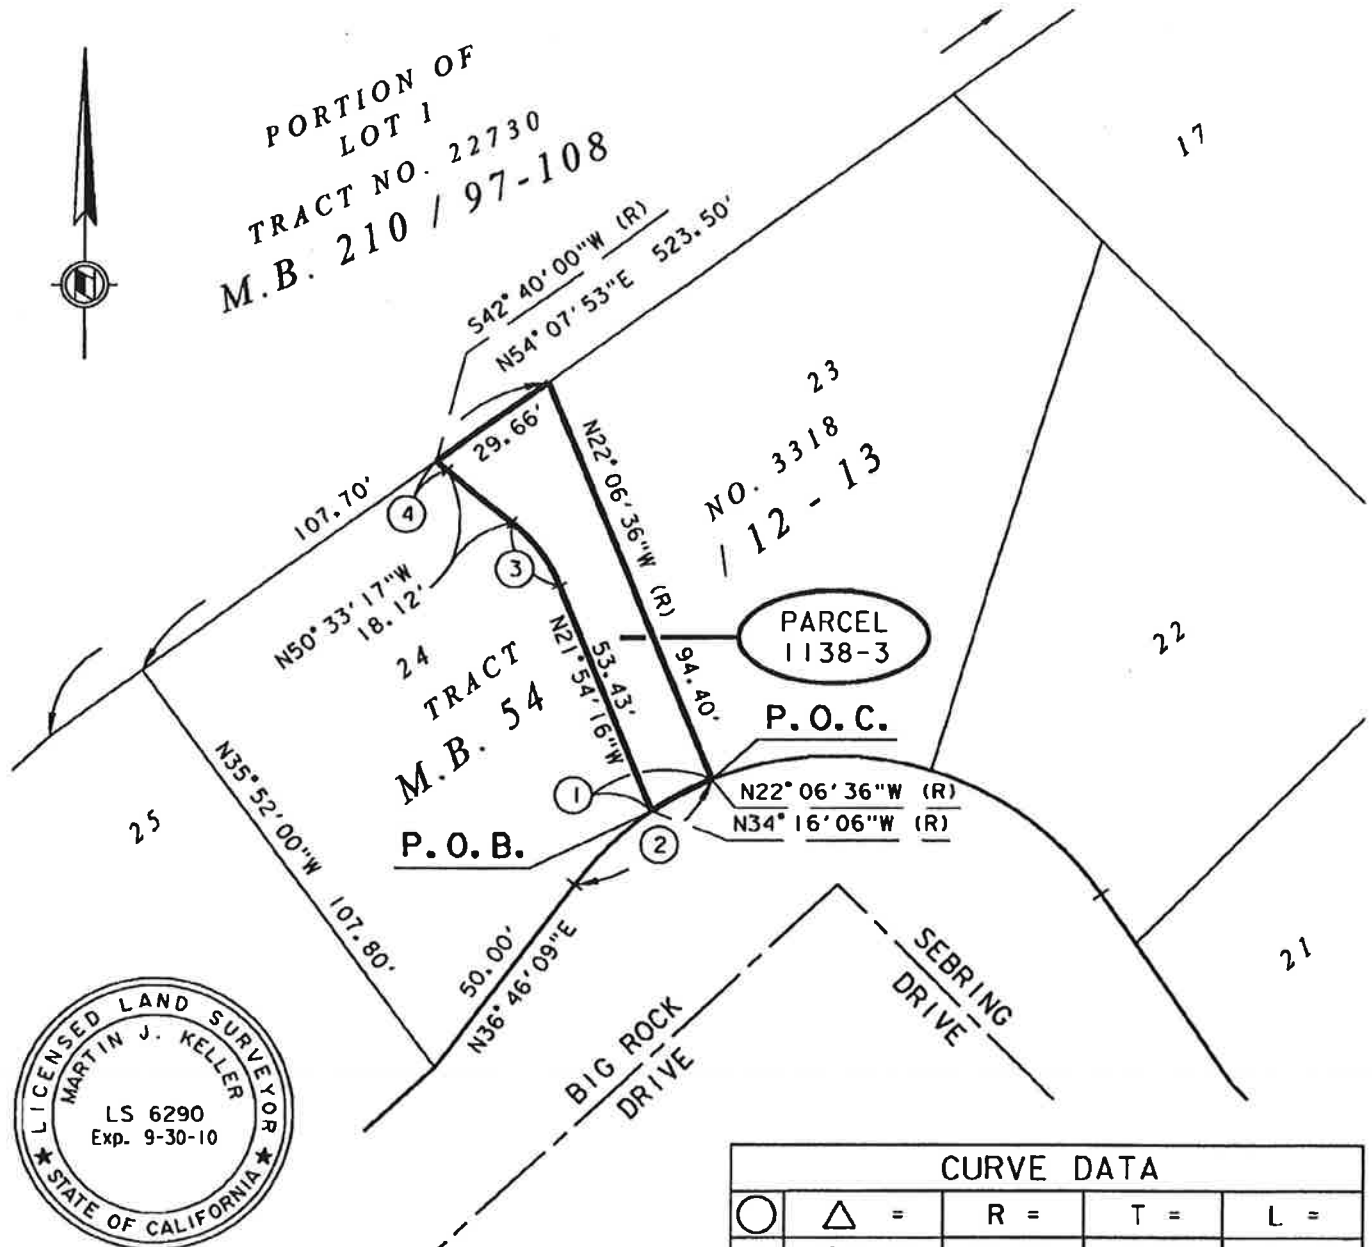 PORTION OF
LOT 1
TRACT NO. 22730
M.B. 210 / 97-108
17
S42°40'00"W (R)
N54°07'53"E 523.50'
29.66'
107.70'
4
N22°06'36"W (R)
94.40'
23
NO. 3318
12 - 13
3
N50°33'17"W
18.12'
24
TRACT
M.B. 54
53.43'
N21°54'16"W
PARCEL
1138-3
22
P.O.C.
1
N22°06'36"W (R)
N34°16'06"W (R)
2
P.O.B.
25
N35°52'00"W 107.80'
50.00'
N36°46'09"E
21
SEBRING
DRIVE
BIG ROCK
DRIVE
LICENSED LAND SURVEYOR
MARTIN J. KELLER
LS 6290
Exp. 9-30-10
★ STATE OF CALIFORNIA ★
CURVE DATA
○ △ = R = T = L =